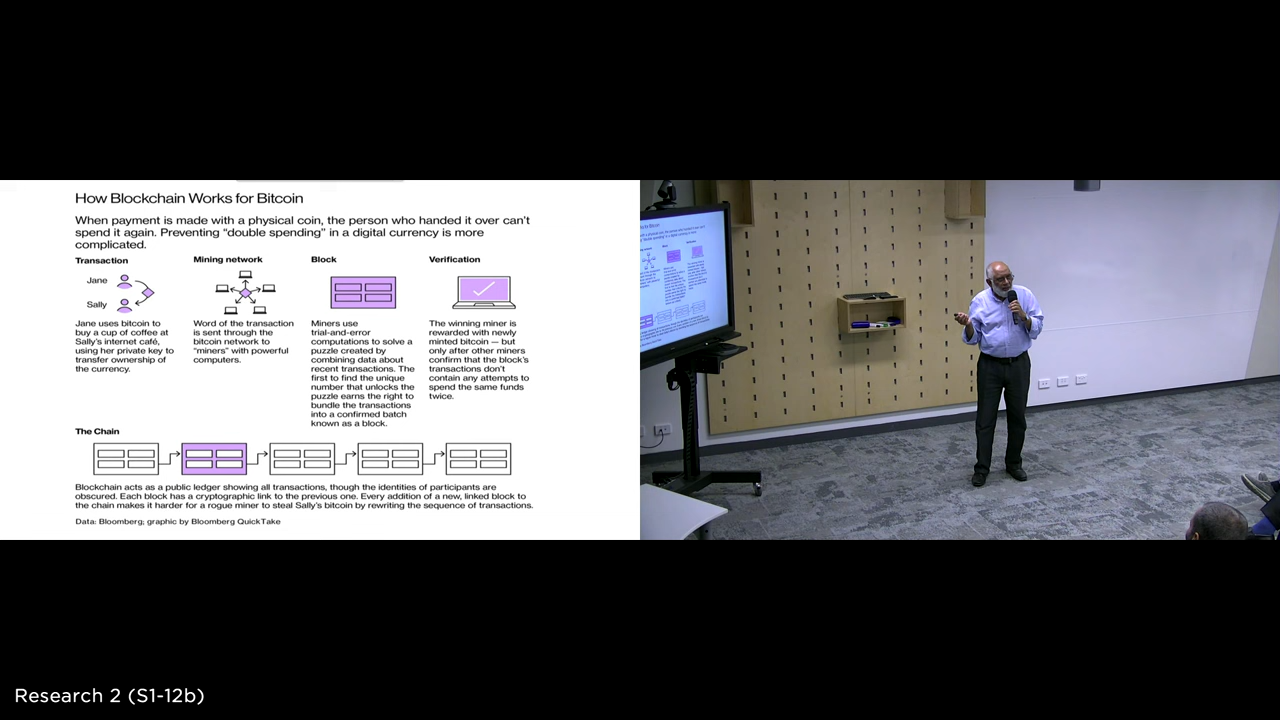 How Blockchain Works for Bitcoin
When payment is made with a physical coin, the person who handed it over can't
spend it again. Preventing “double spending” in a digital currency is more
complicated.
Transaction
Jane
Sally
Jane uses bitcoin to
buy a cup of coffee at
Sally's internet café,
using her private key to
transfer ownership of
the currency.
Mining network
Word of the transaction
is sent through the
bitcoin network to
“miners” with powerful
computers.
Block
Miners use
trial-and-error
computations to solve a
puzzle created by
combining data about
recent transactions. The
first to find the unique
number that unlocks the
puzzle earns the right to
bundle the transactions
into a confirmed batch
known as a block.
Verification
The winning miner is
rewarded with newly
minted bitcoin — but
only after other miners
confirm that the block's
transactions don't
contain any attempts to
spend the same funds
twice.
The Chain
Blockchain acts as a public ledger showing all transactions, though the identities of participants are
obscured. Each block has a cryptographic link to the previous one. Every addition of a new, linked block to
the chain makes it harder for a rogue miner to steal Sally's bitcoin by rewriting the sequence of transactions.
Data: Bloomberg; graphic by Bloomberg QuickTake
Research 2 (S1-12b)